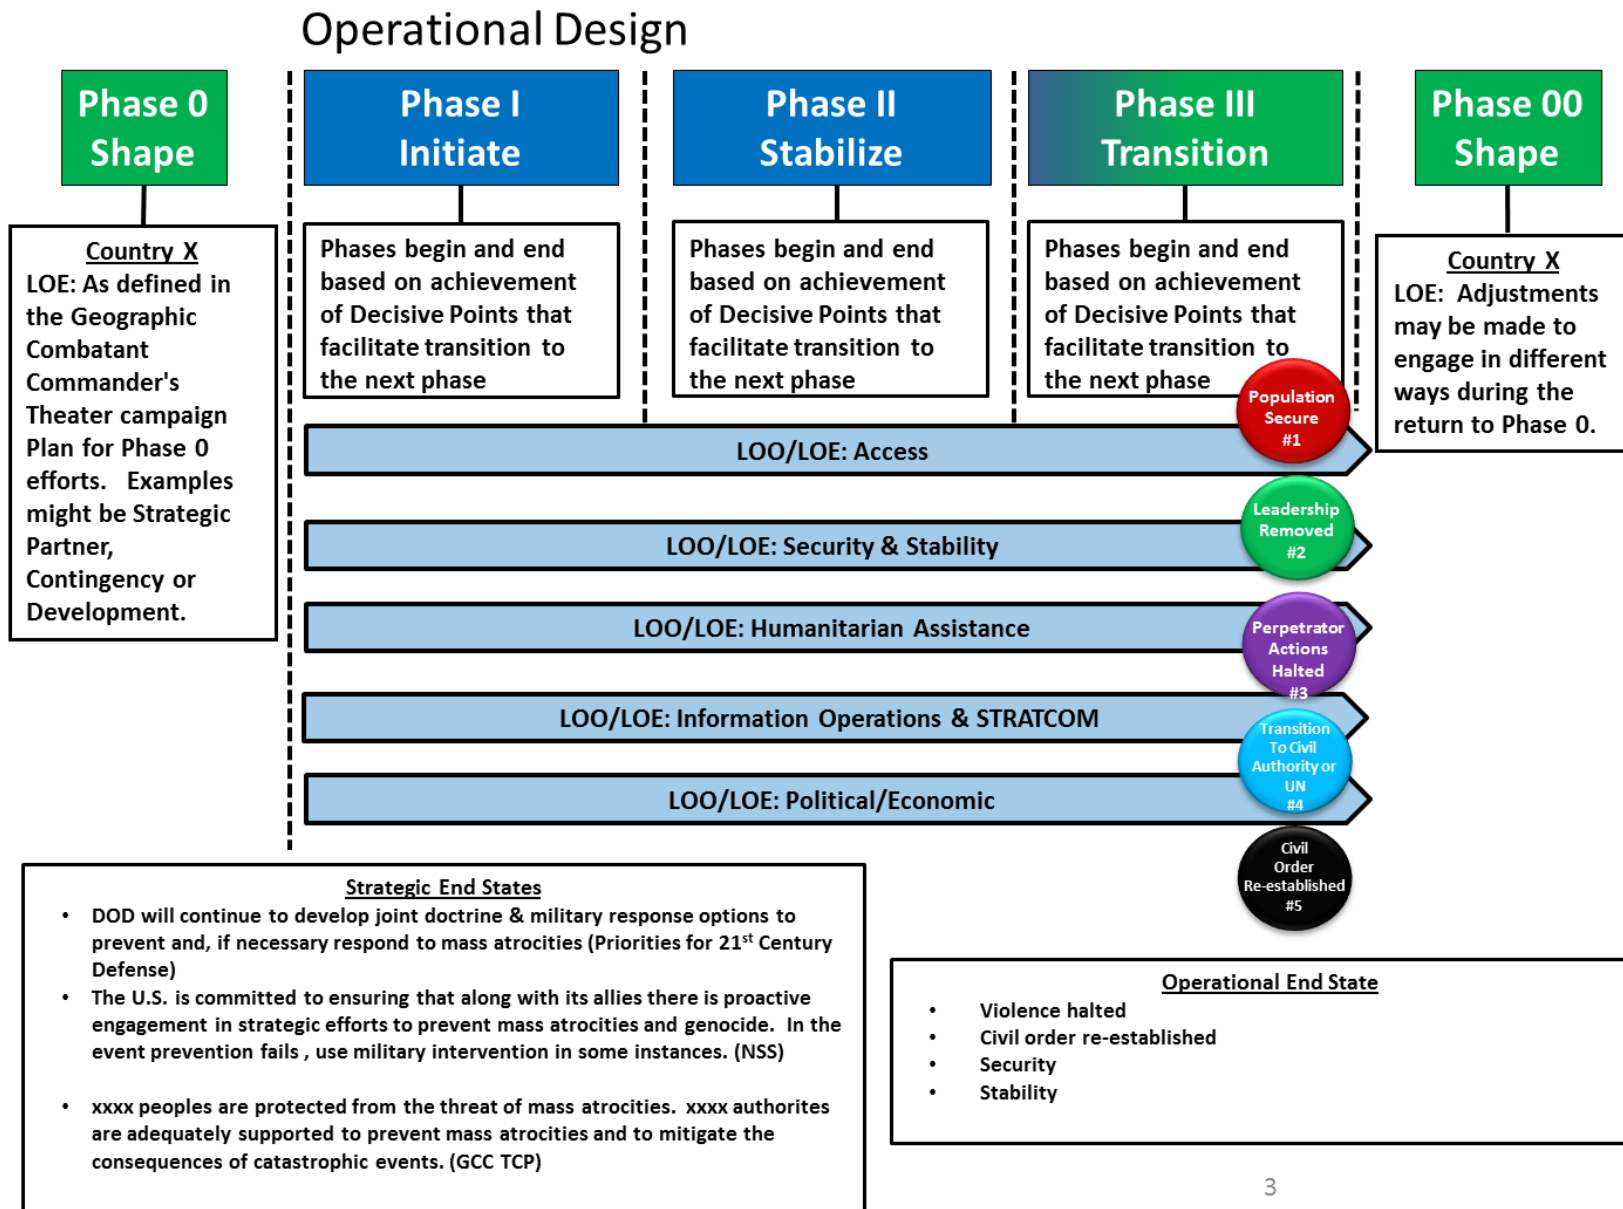 Operational Design
Phase 0
Shape
Phase I
Initiate
Phase II
Stabilize
Phase III
Transition
Phase 00
Shape
Country X
LOE: As defined in
the Geographic
Combatant
Commander's
Theater campaign
Plan for Phase 0
efforts. Examples
might be Strategic
Partner,
Contingency or
Development.
Phases begin and end
based on achievement
of Decisive Points that
facilitate transition to
the next phase
Phases begin and end
based on achievement
of Decisive Points that
facilitate transition to
the next phase
Phases begin and end
based on achievement
of Decisive Points that
facilitate transition to
the next phase
Country X
LOE: Adjustments
may be made to
engage in different
ways during the
return to Phase 0.
LOO/LOE: Access
LOO/LOE: Security & Stability
LOO/LOE: Humanitarian Assistance
LOO/LOE: Information Operations & STRATCOM
LOO/LOE: Political/Economic
Population
Secure
#1
Leadership
Removed
#2
Perpetrator
Actions
Halted
#3
Transition
To Civil
Authority or
UN
#4
Civil
Order
Re-established
#5
Strategic End States
• DOD will continue to develop joint doctrine & military response options to
prevent and, if necessary respond to mass atrocities (Priorities for 21st Century
Defense)
• The U.S. is committed to ensuring that along with its allies there is proactive
engagement in strategic efforts to prevent mass atrocities and genocide. In the
event prevention fails , use military intervention in some instances. (NSS)
• xxxx peoples are protected from the threat of mass atrocities. xxxx authorites
are adequately supported to prevent mass atrocities and to mitigate the
consequences of catastrophic events. (GCC TCP)
Operational End State
• Violence halted
• Civil order re-established
• Security
• Stability
3